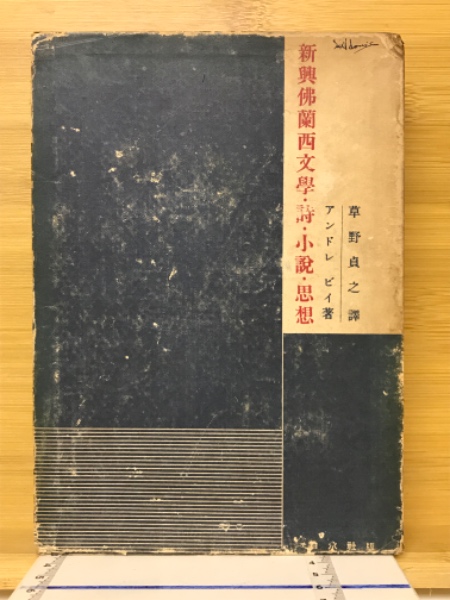 新興佛蘭西文學・詩・小說・思想
アンドレ ビイ著
草野貞之譯